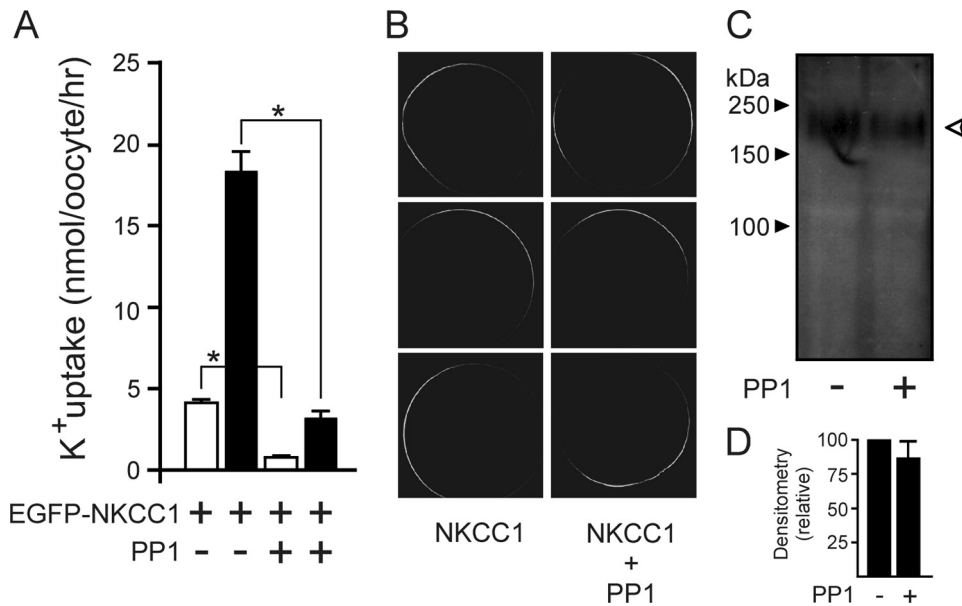 A
K+uptake (nmol/oocyte/hr)
25
20
15
10
5
0
*
*
EGFP-NKCC1 + + + +
PP1 - - + +
B
NKCC1
NKCC1
+
PP1
C
kDa
250
150
100
PP1 - +
D
Densitometry
(relative)
100
75
50
25
PP1 - +